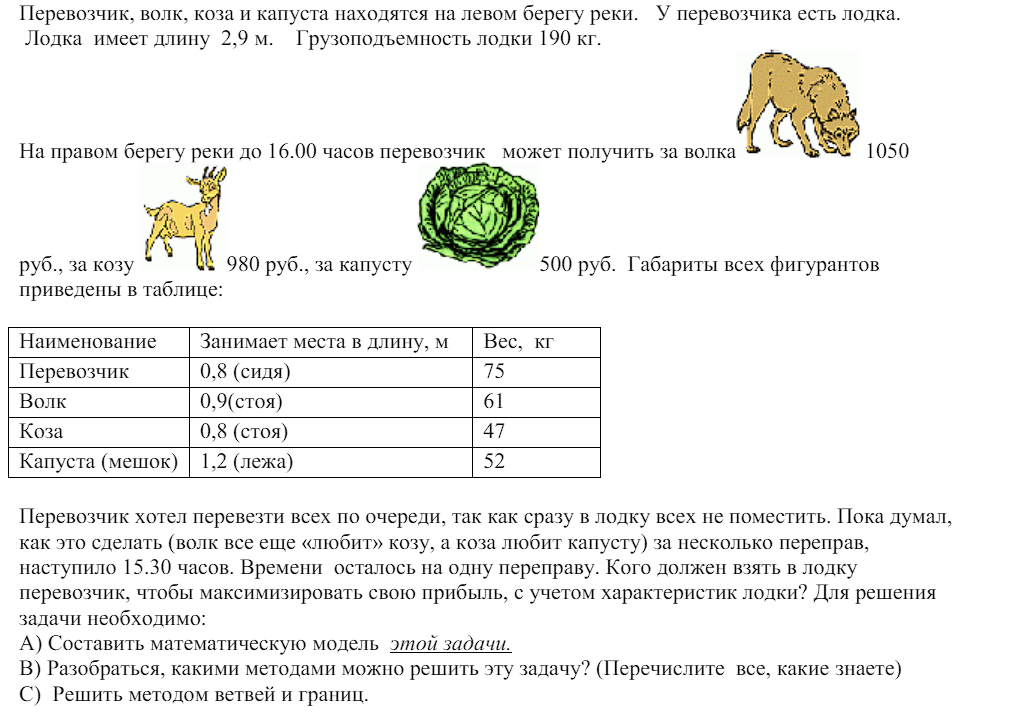 Перевозчик, волк, коза и капуста находятся на левом берегу реки. У перевозчика есть лодка.
Лодка имеет длину 2,9 м. Грузоподъемность лодки 190 кг.
На правом берегу реки до 16.00 часов перевозчик может получить за волка 1050
руб., за козу 980 руб., за капусту 500 руб. Габариты всех фигурантов
приведены в таблице:
Наименование Занимает места в длину, м Вес, кг
Перевозчик 0,8 (сидя) 75
Волк 0,9(стоя) 61
Коза 0,8 (стоя) 47
Капуста (мешок) 1,2 (лежа) 52
Перевозчик хотел перевезти всех по очереди, так как сразу в лодку всех не поместить. Пока думал,
как это сделать (волк все еще «любит» козу, а коза любит капусту) за несколько переправ,
наступило 15.30 часов. Времени осталось на одну переправу. Кого должен взять в лодку
перевозчик, чтобы максимизировать свою прибыль, с учетом характеристик лодки? Для решения
задачи необходимо:
А) Составить математическую модель этой задачи.
В) Разобраться, какими методами можно решить эту задачу? (Перечислите все, какие знаете)
С) Решить методом ветвей и границ.